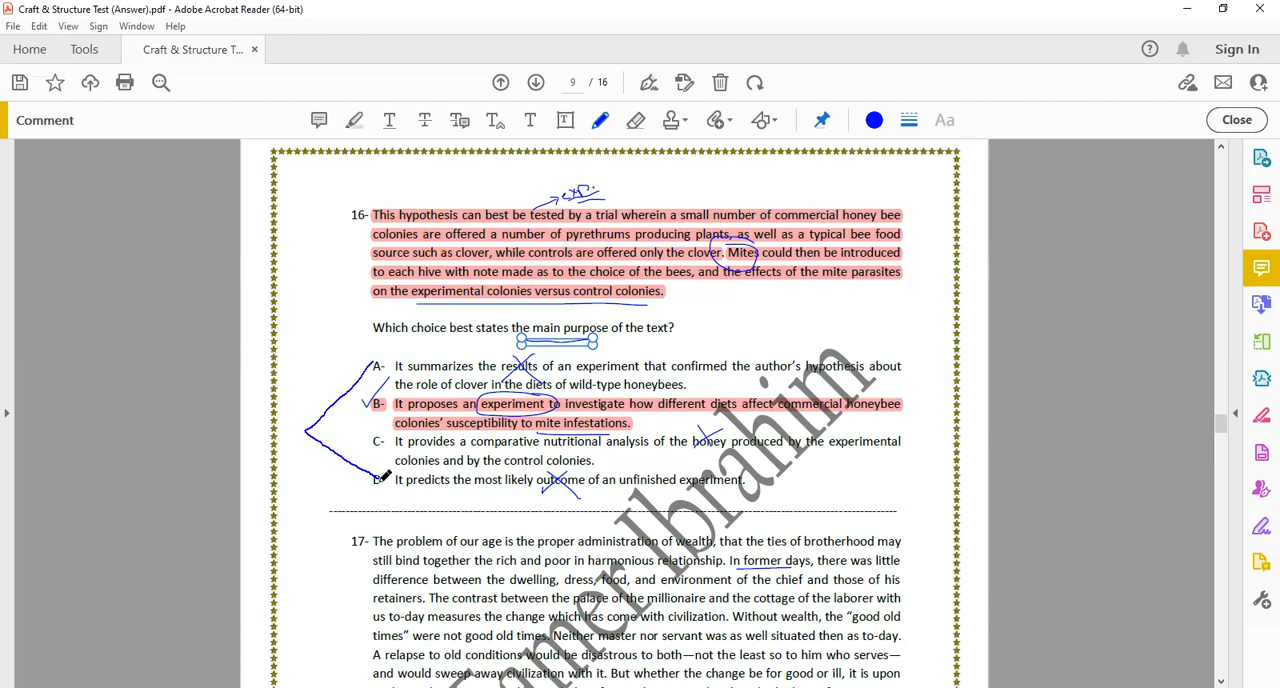 Craft & Structure Test (Answer).pdf - Adobe Acrobat Reader (64-bit)
File Edit View Sign Window Help
Home Tools Craft & Structure T... × Sign In
9 / 16
Comment Aa Close
exp.
16- This hypothesis can best be tested by a trial wherein a small number of commercial honey bee
colonies are offered a number of pyrethrums producing plants, as well as a typical bee food
source such as clover, while controls are offered only the clover. Mites could then be introduced
to each hive with note made as to the choice of the bees, and the effects of the mite parasites
on the experimental colonies versus control colonies.
Which choice best states the main purpose of the text?
A- It summarizes the results of an experiment that confirmed the author's hypothesis about
the role of clover in the diets of wild-type honeybees.
B- It proposes an experiment to investigate how different diets affect commercial honeybee
colonies' susceptibility to mite infestations.
C- It provides a comparative nutritional analysis of the honey produced by the experimental
colonies and by the control colonies.
It predicts the most likely outcome of an unfinished experiment.
17- The problem of our age is the proper administration of wealth, that the ties of brotherhood may
still bind together the rich and poor in harmonious relationship. In former days, there was little
difference between the dwelling, dress, food, and environment of the chief and those of his
retainers. The contrast between the palace of the millionaire and the cottage of the laborer with
us to-day measures the change which has come with civilization. Without wealth, the "good old
times" were not good old times. Neither master nor servant was as well situated then as to-day.
A relapse to old conditions would be disastrous to both—not the least so to him who serves—
and would sweep away civilization with it. But whether the change be for good or ill, it is upon
Tamer Ibrahim